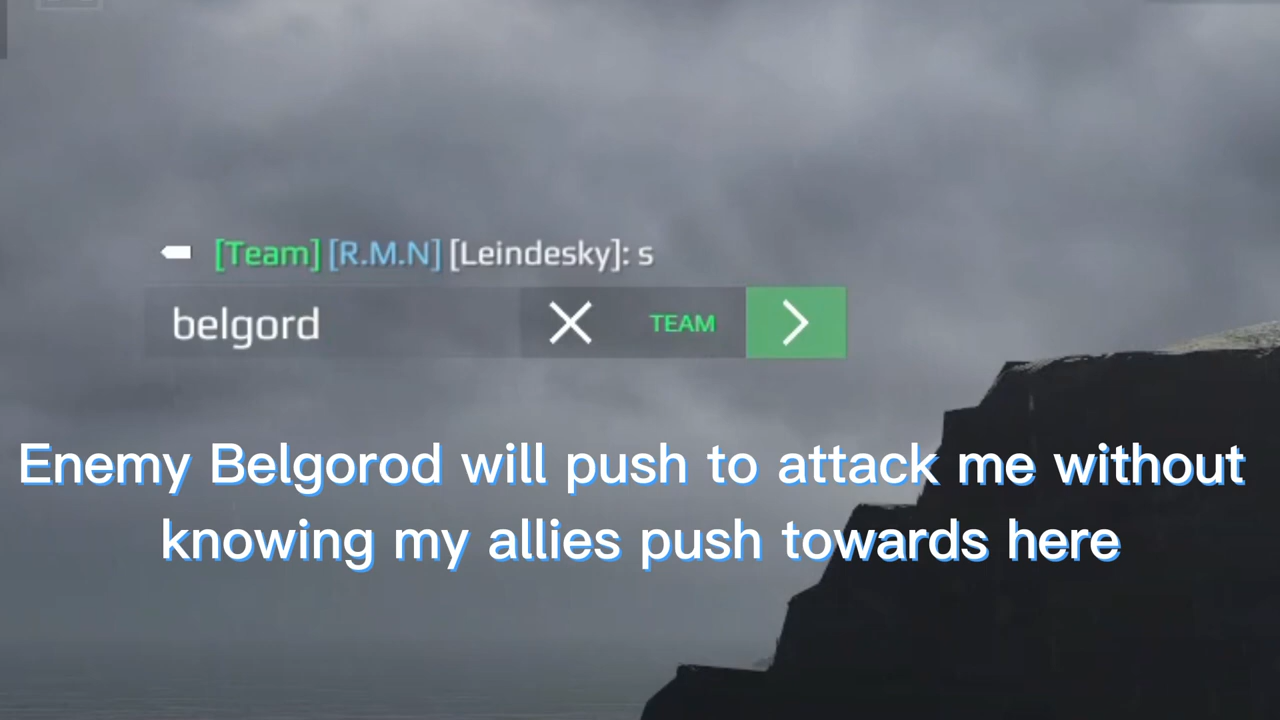 [Team] [R.M.N] [Leindesky]: s
belgord TEAM
Enemy Belgorod will push to attack me without
knowing my allies push towards here